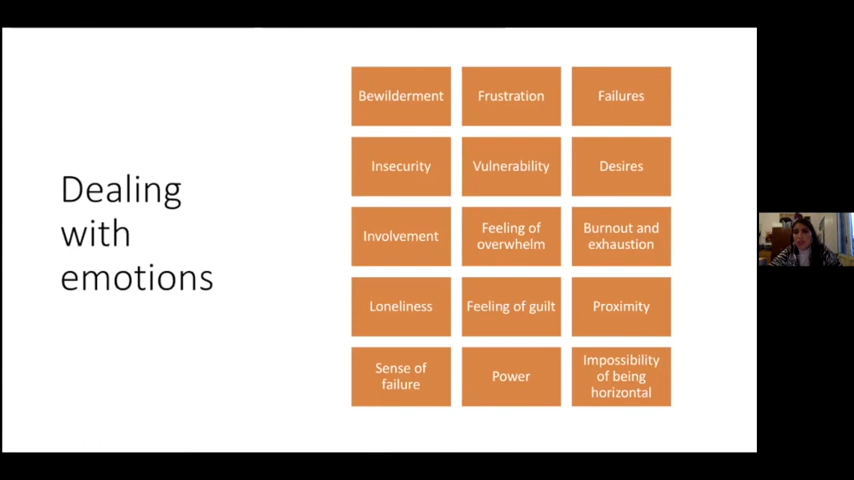 Dealing
with
emotions
Bewilderment
Frustration
Failures
Insecurity
Vulnerability
Desires
Involvement
Feeling of
overwhelm
Burnout and
exhaustion
Loneliness
Feeling of guilt
Proximity
Sense of
failure
Power
Impossibility
of being
horizontal